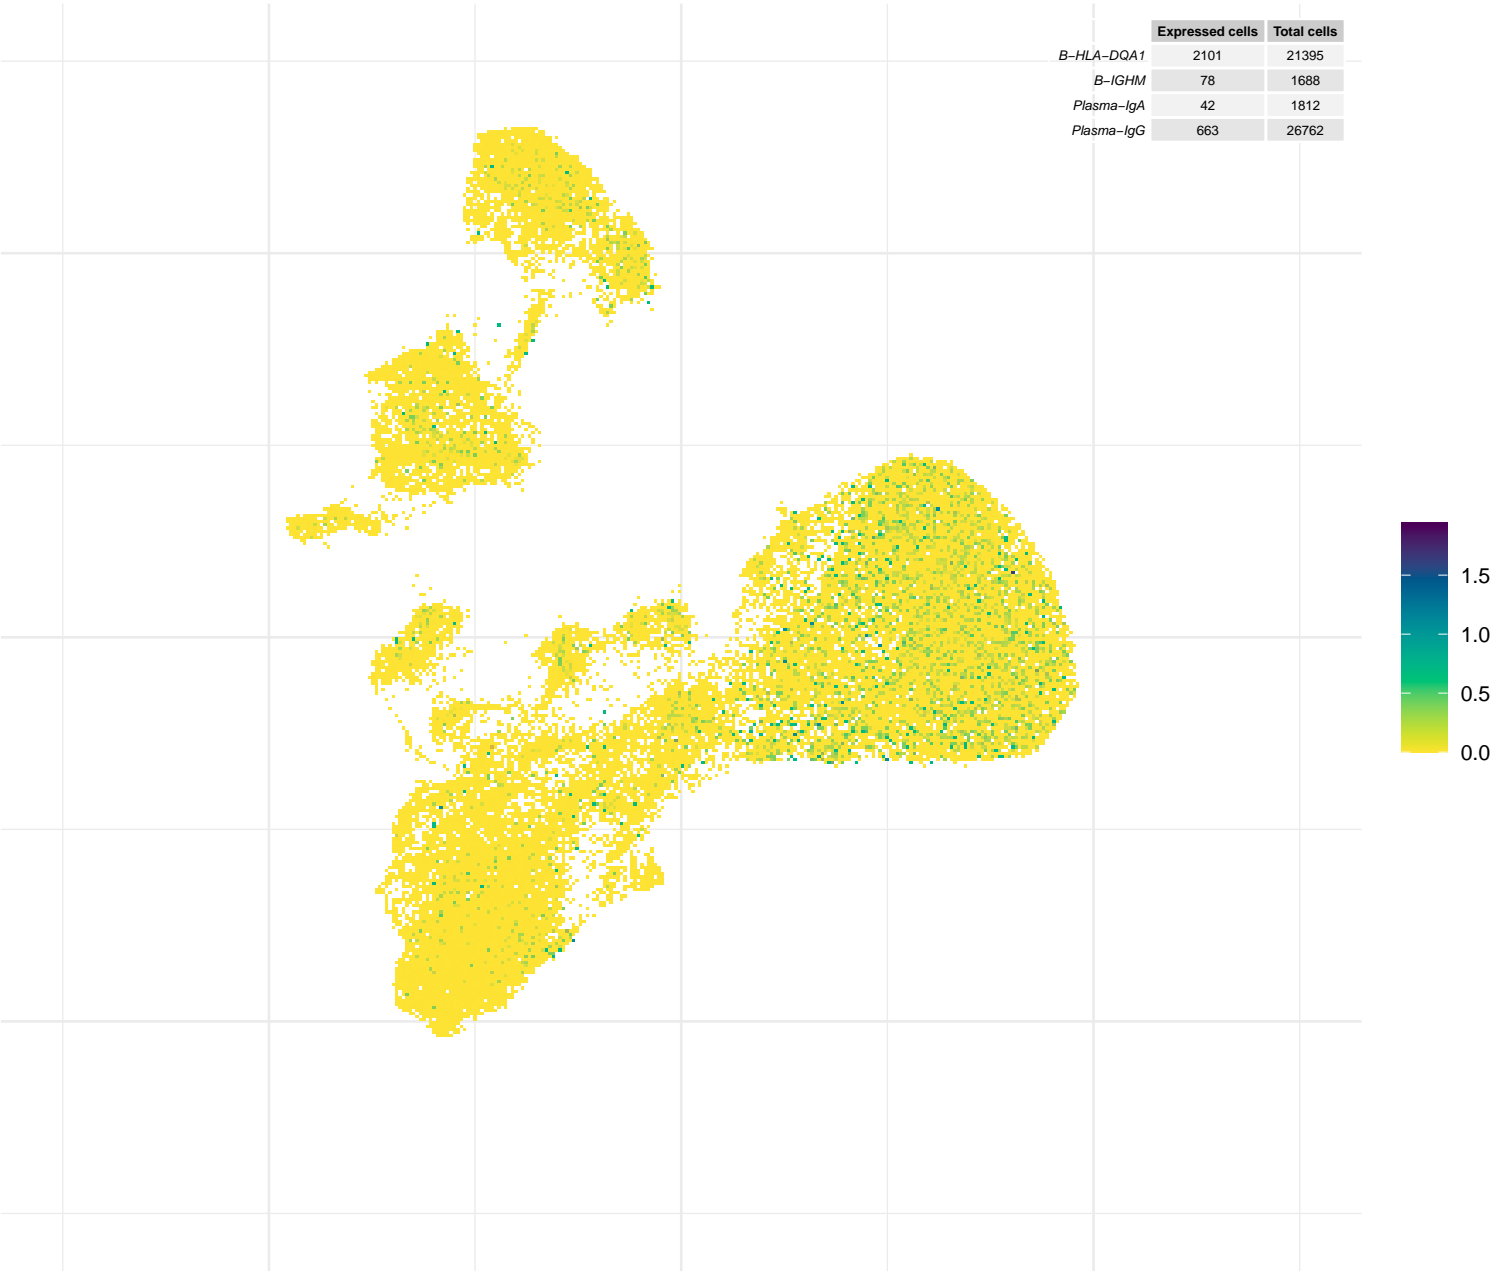 Expressed cells Total cells
B−HLA−DQA1 2101 21395
B−IGHM 78 1688
Plasma−IgA 42 1812
Plasma−IgG 663 26762
1.5
1.0
0.5
0.0